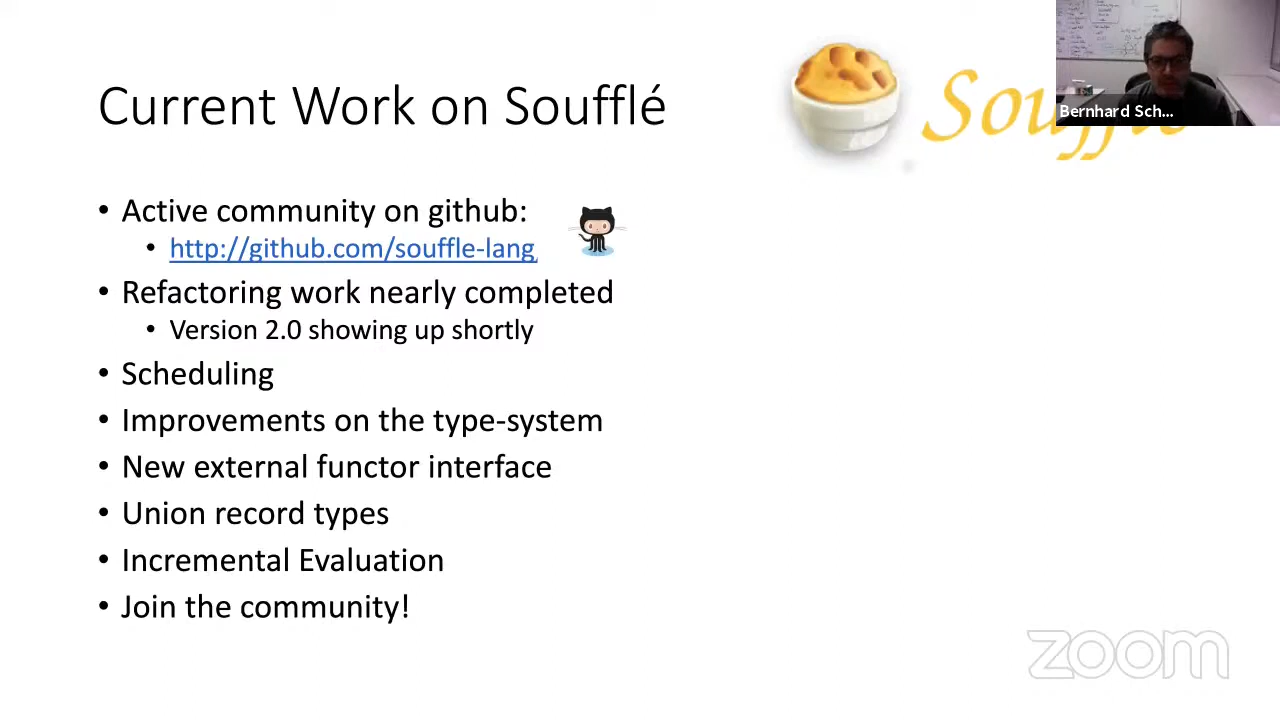 Current Work on Soufflé
Bernhard Sch...
• Active community on github:
• http://github.com/souffle-lang
• Refactoring work nearly completed
• Version 2.0 showing up shortly
• Scheduling
• Improvements on the type-system
• New external functor interface
• Union record types
• Incremental Evaluation
• Join the community!
zoom